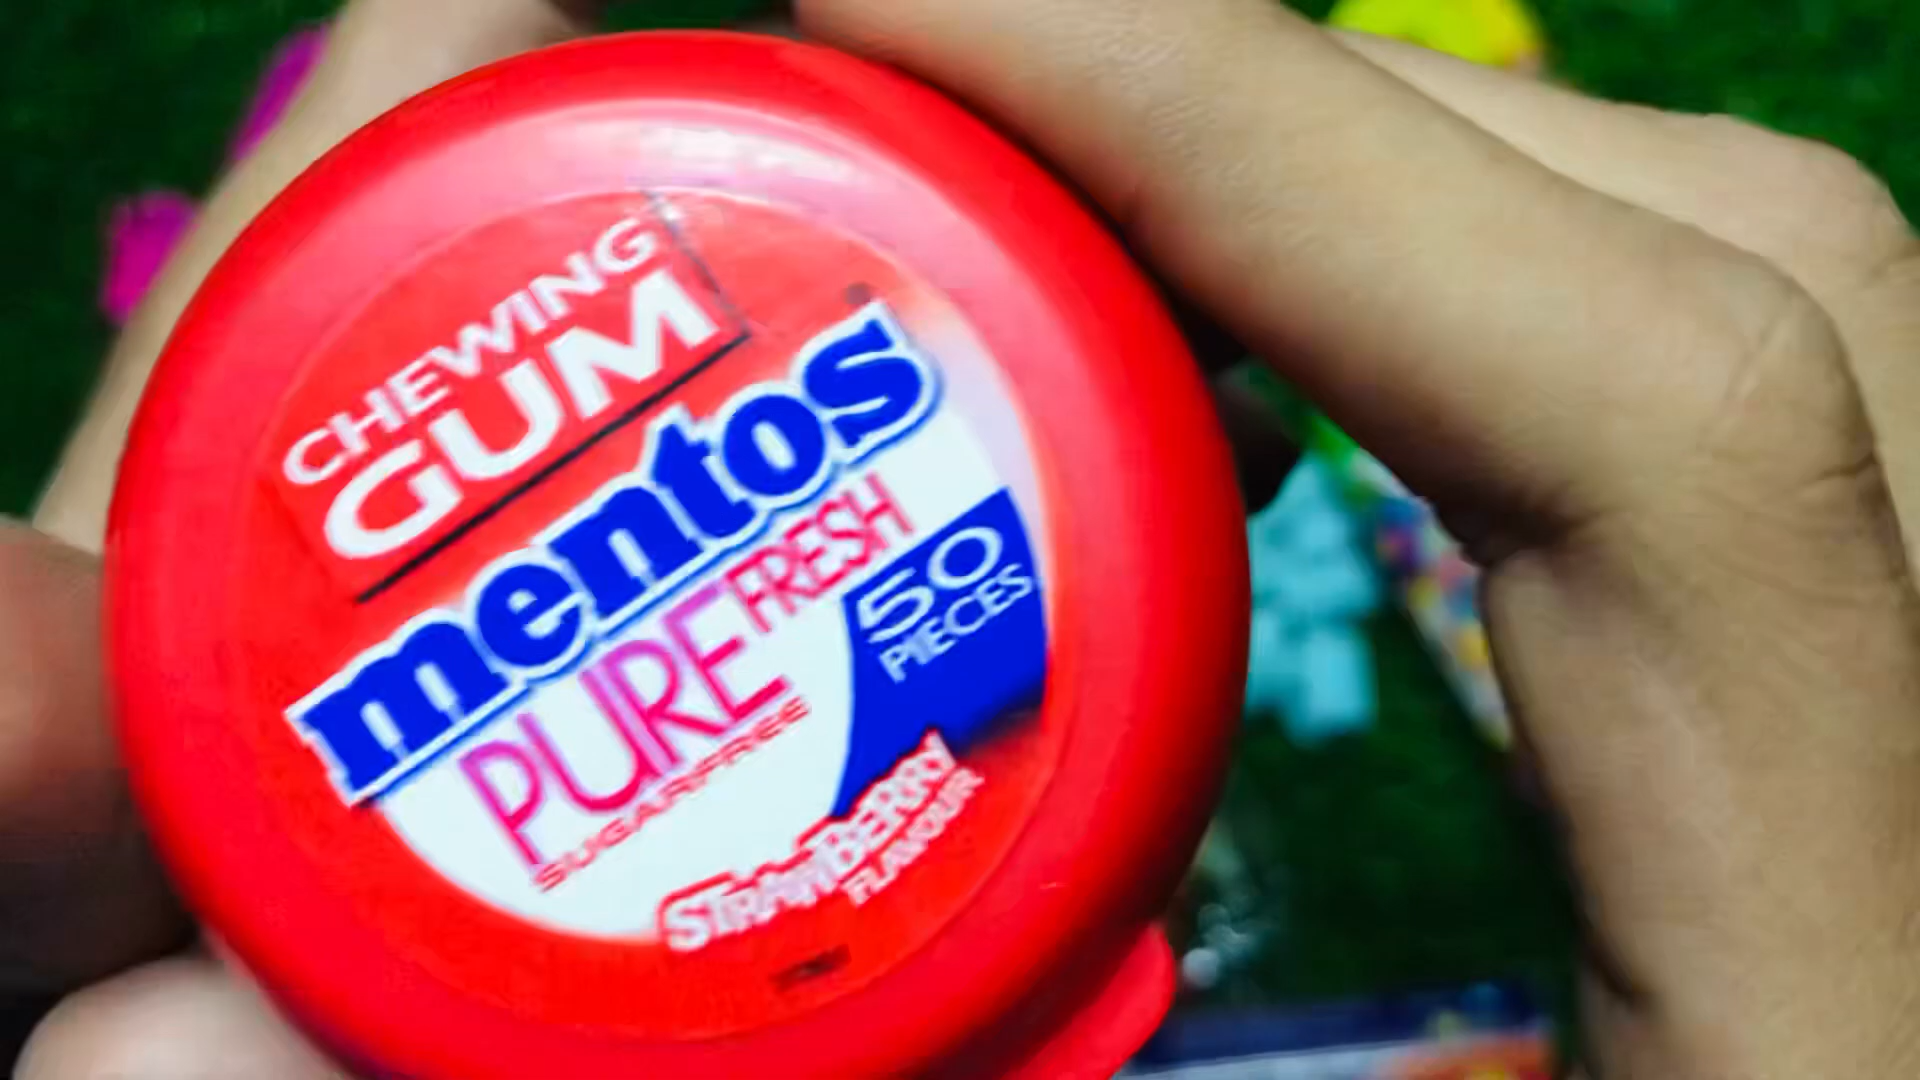 CHEWING
GUM
mentos
PURE FRESH
SUGARFREE
50
PIECES
STRAWBERRY
FLAVOUR